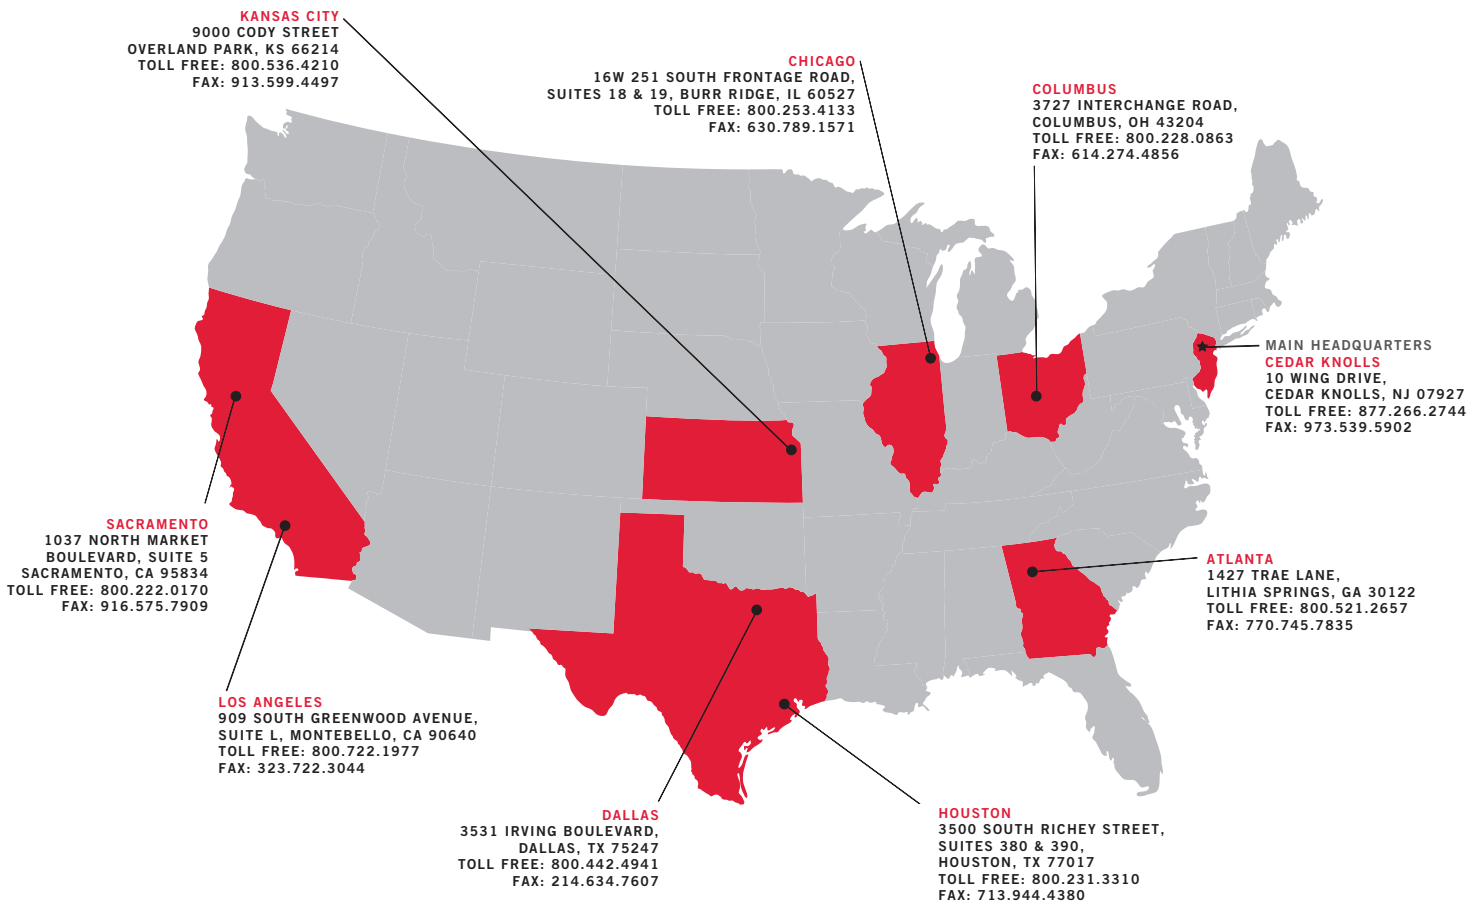 KANSAS CITY
9000 CODY STREET
OVERLAND PARK, KS 66214
TOLL FREE: 800.536.4210
FAX: 913.599.4497
CHICAGO
16W 251 SOUTH FRONTAGE ROAD,
SUITES 18 & 19, BURR RIDGE, IL 60527
TOLL FREE: 800.253.4133
FAX: 630.789.1571
COLUMBUS
3727 INTERCHANGE ROAD,
COLUMBUS, OH 43204
TOLL FREE: 800.228.0863
FAX: 614.274.4856
MAIN HEADQUARTERS
CEDAR KNOLLS
10 WING DRIVE,
CEDAR KNOLLS, NJ 07927
TOLL FREE: 877.266.2744
FAX: 973.539.5902
SACRAMENTO
1037 NORTH MARKET
BOULEVARD, SUITE 5
SACRAMENTO, CA 95834
TOLL FREE: 800.222.0170
FAX: 916.575.7909
ATLANTA
1427 TRAE LANE,
LITHIA SPRINGS, GA 30122
TOLL FREE: 800.521.2657
FAX: 770.745.7835
LOS ANGELES
909 SOUTH GREENWOOD AVENUE,
SUITE L, MONTEBELLO, CA 90640
TOLL FREE: 800.722.1977
FAX: 323.722.3044
DALLAS
3531 IRVING BOULEVARD,
DALLAS, TX 75247
TOLL FREE: 800.442.4941
FAX: 214.634.7607
HOUSTON
3500 SOUTH RICHEY STREET,
SUITES 380 & 390,
HOUSTON, TX 77017
TOLL FREE: 800.231.3310
FAX: 713.944.4380